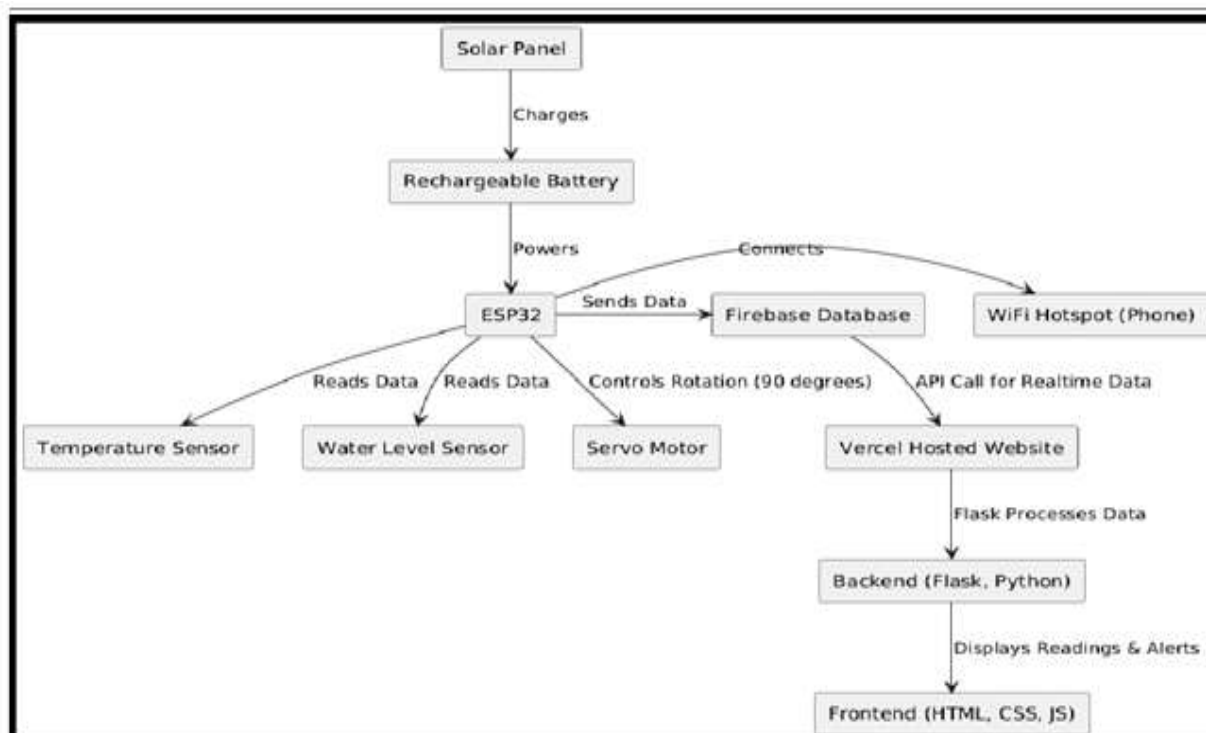 Solar Panel
Charges
Rechargeable Battery
Powers
Connects
ESP32
Sends Data
Firebase Database
WiFi Hotspot (Phone)
Reads Data
Reads Data
Controls Rotation (90 degrees)
API Call for Realtime Data
Temperature Sensor
Water Level Sensor
Servo Motor
Vercel Hosted Website
Flask Processes Data
Backend (Flask, Python)
Displays Readings & Alerts
Frontend (HTML, CSS, JS)